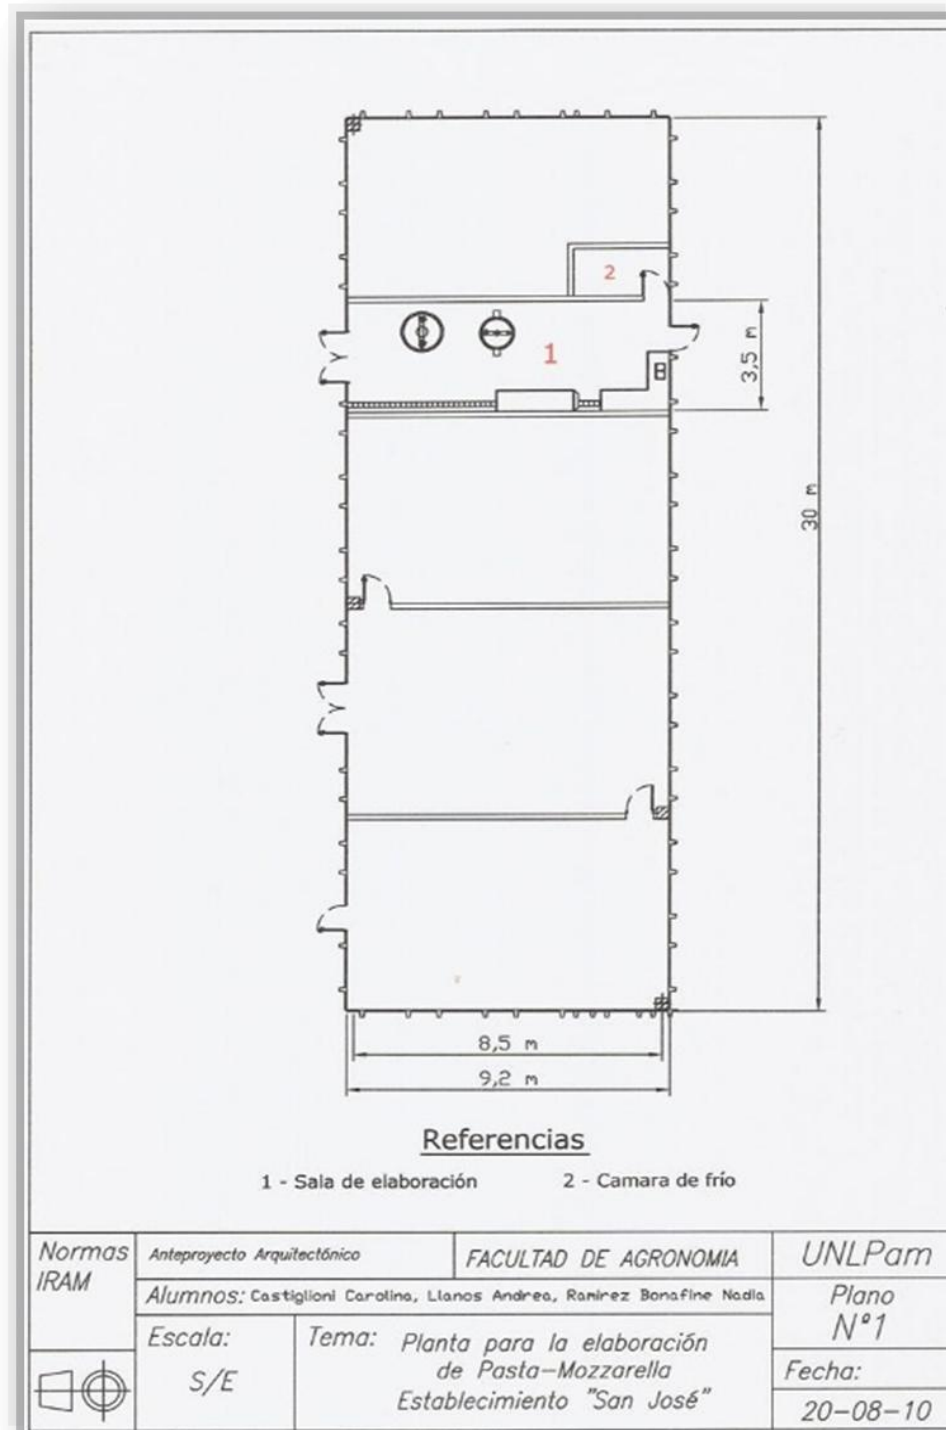 2
1
3,5 m
30 m
8,5 m
9,2 m
Referencias
1 - Sala de elaboración
2 - Camara de frío
Normas
IRAM
Anteproyecto Arquitectónico
FACULTAD DE AGRONOMIA
UNLPam
Alumnos: Castiglioni Carolina, Llanos Andrea, Ramirez Bonafine Nadia
Plano
Nº1
Escala:
S/E
Tema: Planta para la elaboración
de Pasta-Mozzarella
Establecimiento "San José"
Fecha:
20-08-10